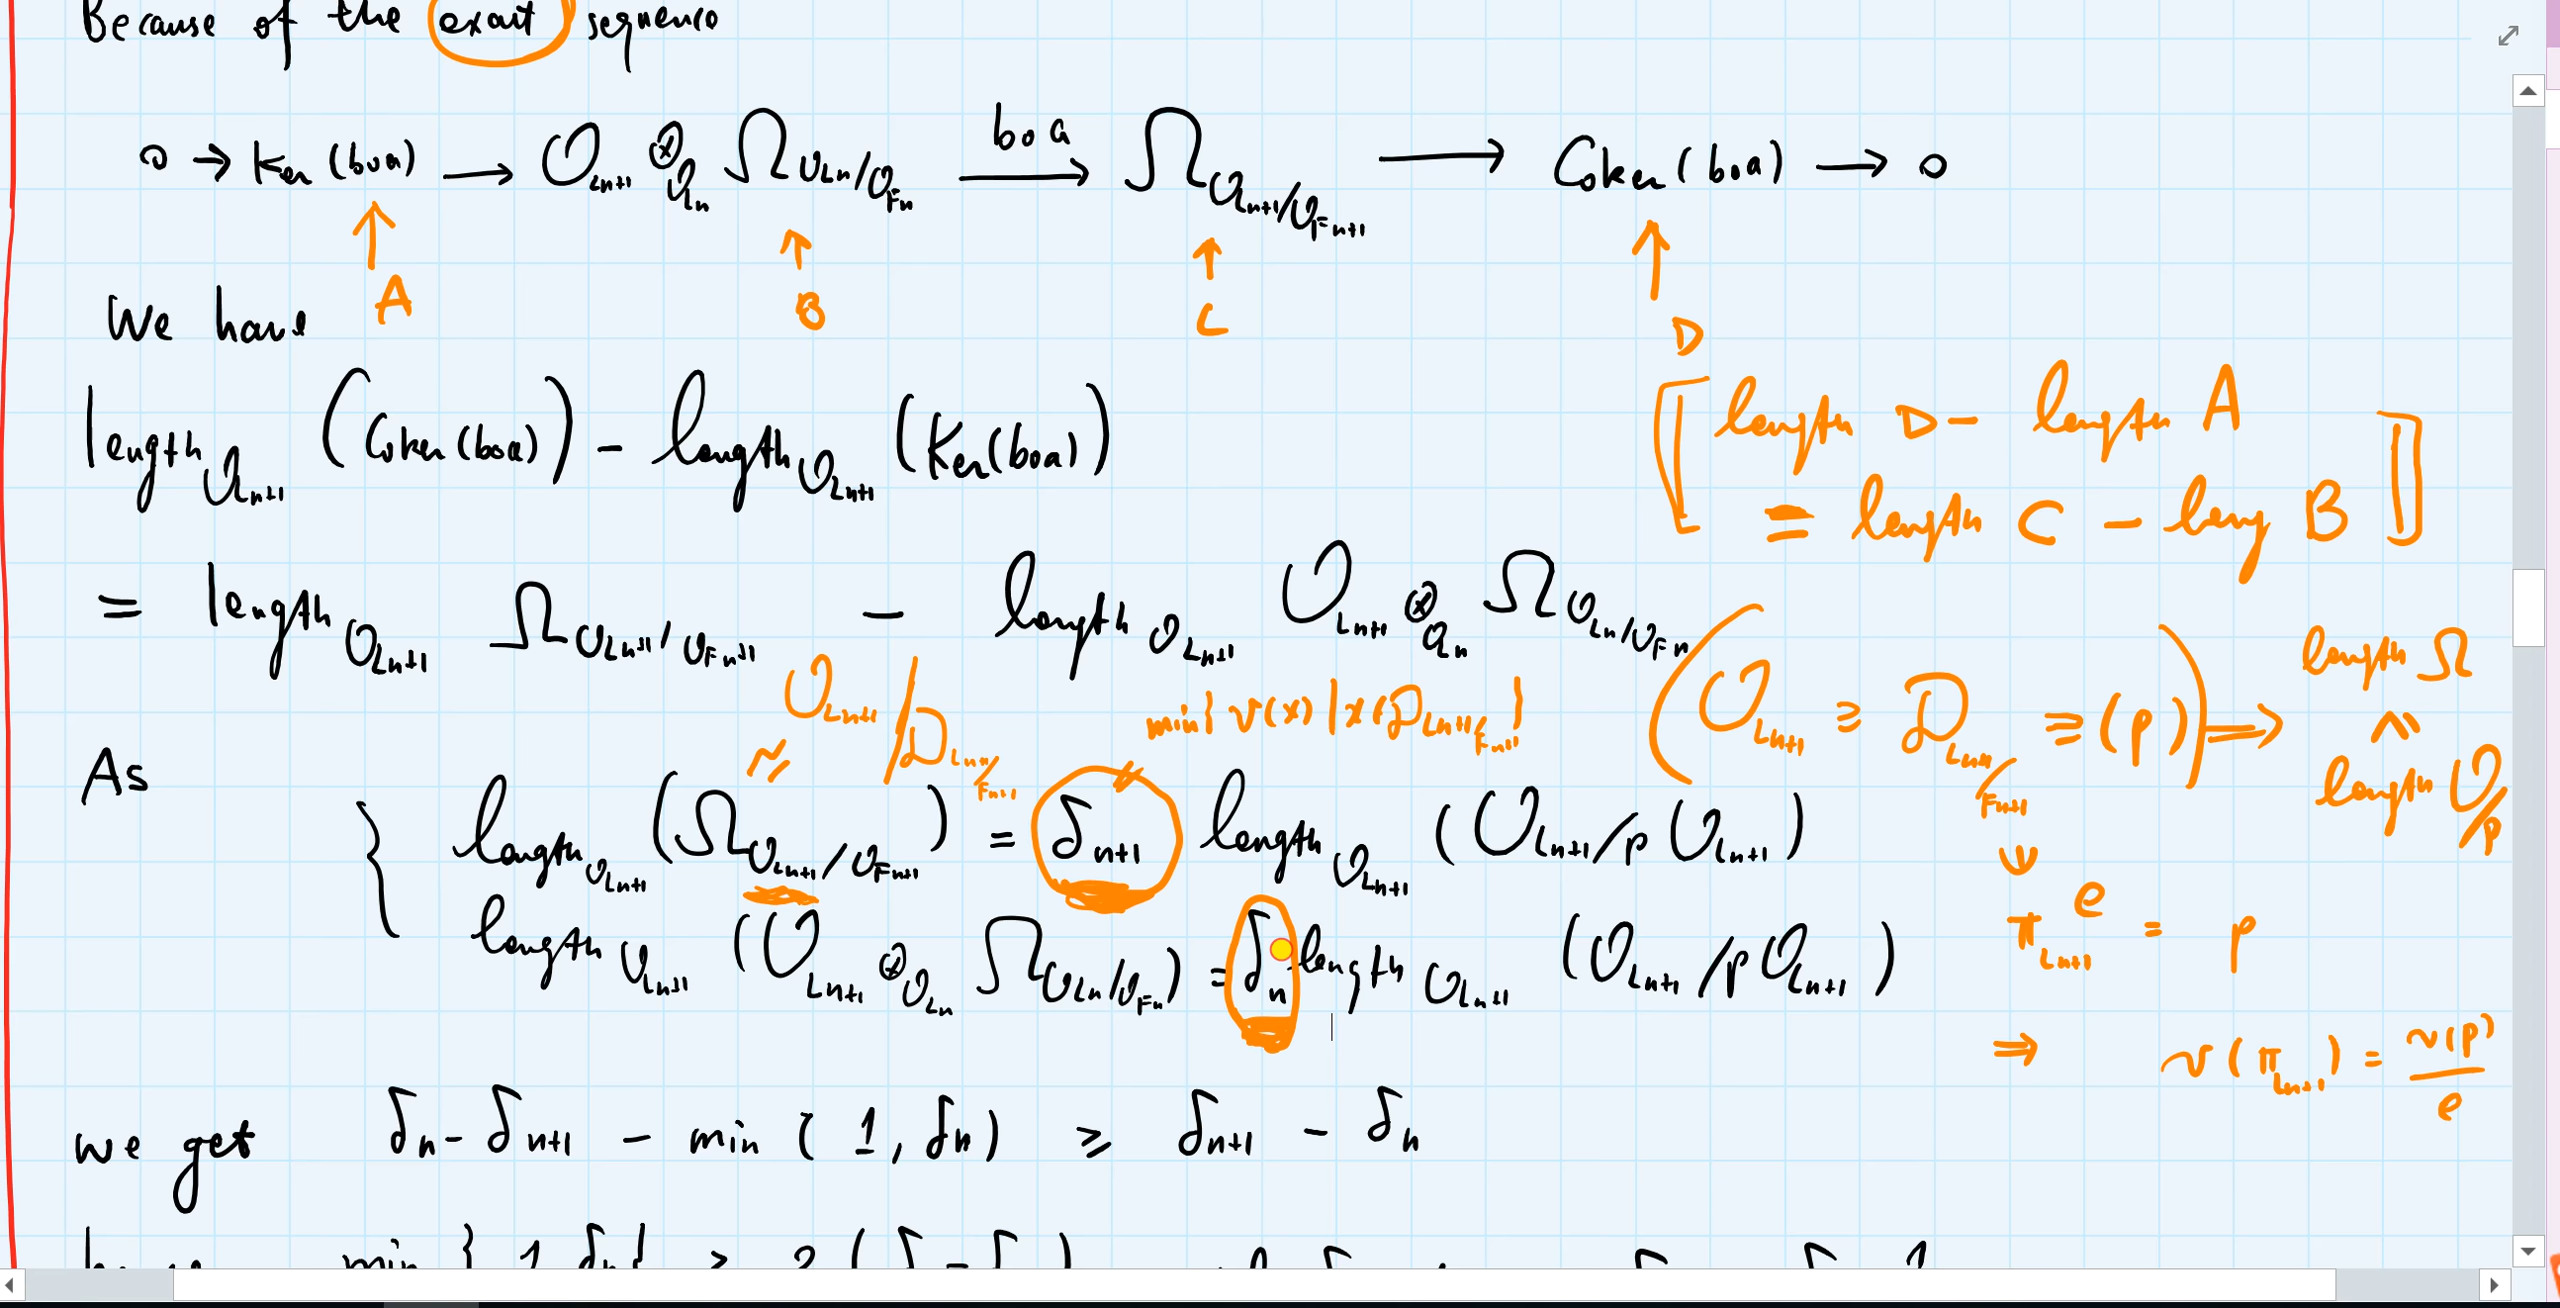 Because of the exact sequence
0 → Ker (boa) → O_{L_{n+1}} ⊗_{O_{L_n}} Ω_{O_{L_n}/O_{F_n}} —boa→ Ω_{O_{L_{n+1}}/O_{F_{n+1}}} → Coker (boa) → 0
↑ A ↑ B ↑ C ↑ D
We have
length_{O_{L_{n+1}}} (Coker (boa)) - length_{O_{L_{n+1}}} (Ker(boa))
[length D - length A
= length C - leng B]
= length_{O_{L_{n+1}}} Ω_{O_{L_{n+1}}/O_{F_{n+1}}} - length_{O_{L_{n+1}}} O_{L_{n+1}} ⊗_{O_{L_n}} Ω_{O_{L_n}/O_{F_n}}
≈ O_{L_{n+1}} / D_{L_{n+1}/F_{n+1}}
min{ v(x) | x ∈ D_{L_{n+1}/F_{n+1}} }
(O_{L_{n+1}} ⊇ D_{L_{n+1}/F_{n+1}} ⊇ (p)) ⇒ length Ω ∧ length O/p
As
{ length_{O_{L_{n+1}}} (Ω_{O_{L_{n+1}}/O_{F_{n+1}}}) = δ_{n+1} length_{O_{L_{n+1}}} (O_{L_{n+1}}/p O_{L_{n+1}})
length_{O_{L_{n+1}}} (O_{L_{n+1}} ⊗_{O_{L_n}} Ω_{O_{L_n}/O_{F_n}}) = δ_n length_{O_{L_{n+1}}} (O_{L_{n+1}}/p O_{L_{n+1}})
π_{L_{n+1}}^e = p
⇒ v(π_{L_{n+1}}) = v(p)/e
we get δ_n - δ_{n+1} - min (1, δ_n) ≥ δ_{n+1} - δ_n